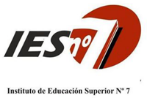 IES nº 7
Instituto de Educación Superior Nº 7